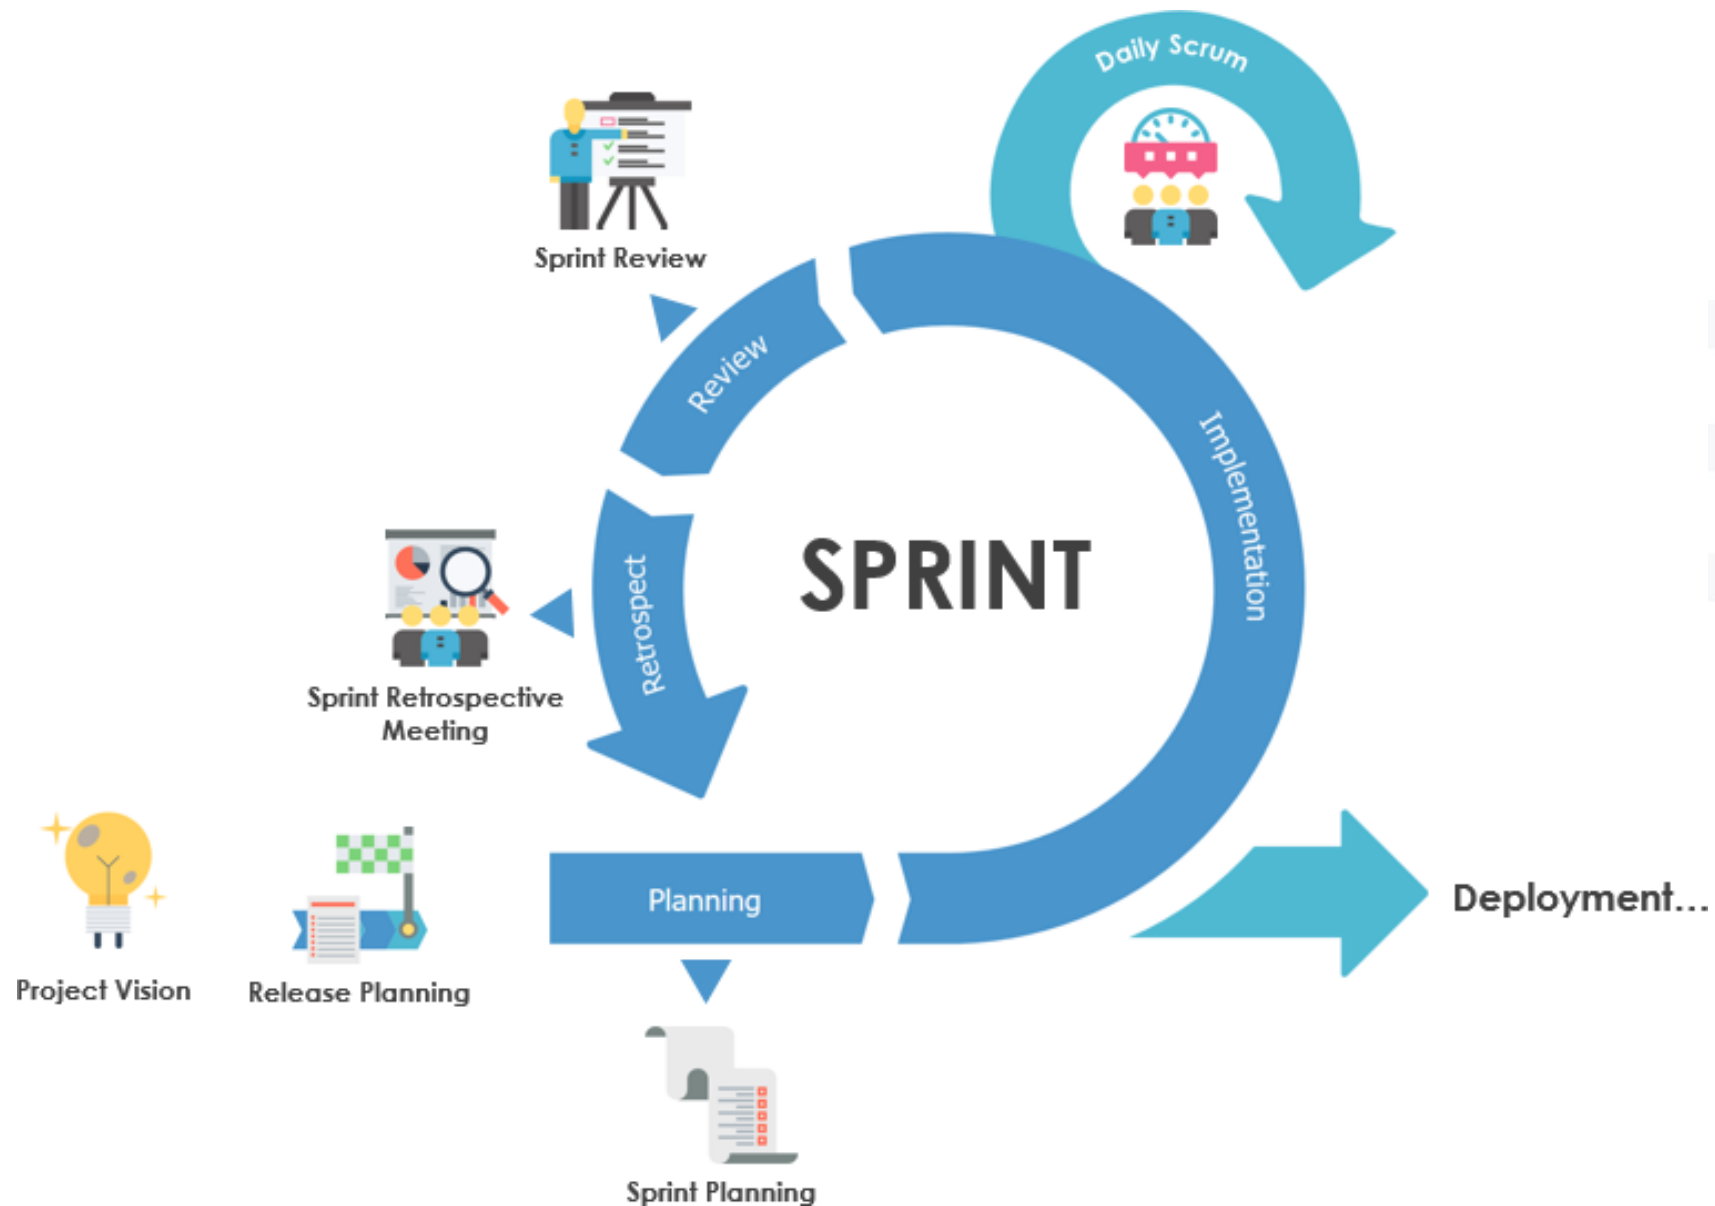 Daily Scrum
Sprint Review
Review
Implementation
SPRINT
Retrospect
Sprint Retrospective
Meeting
Planning
Deployment...
Project Vision
Release Planning
Sprint Planning